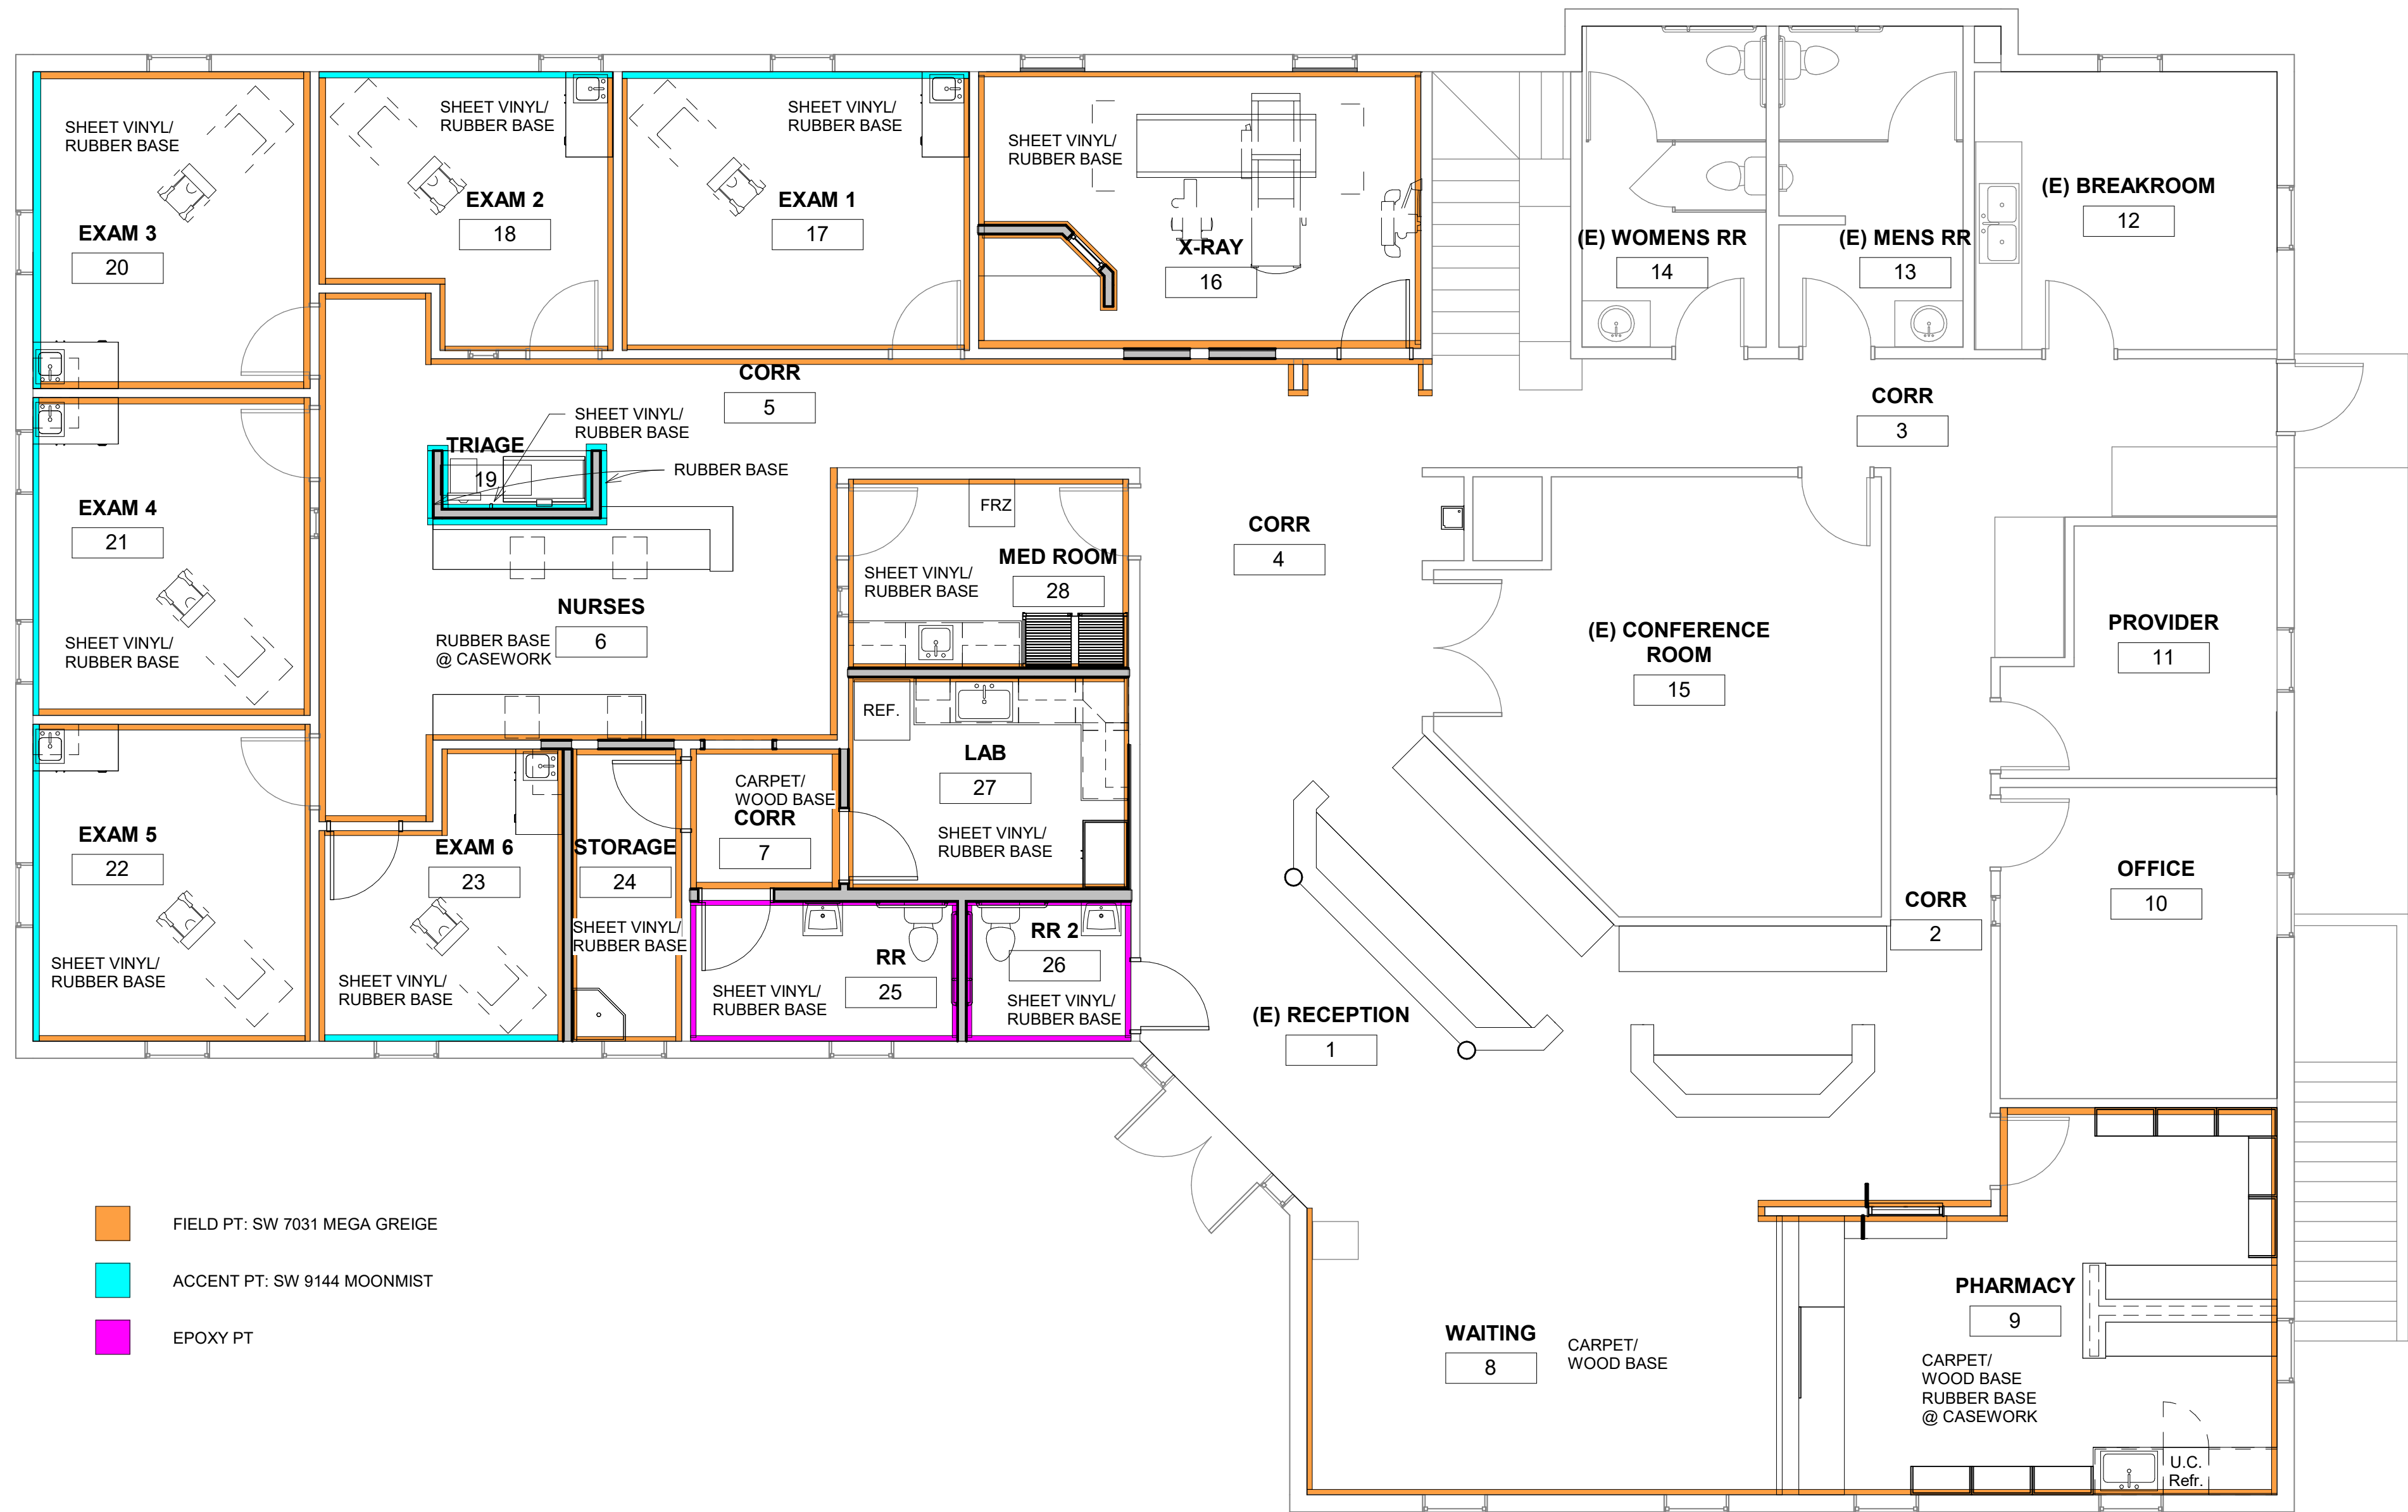 SHEET VINYL/
RUBBER BASE
EXAM 3
20
SHEET VINYL/
RUBBER BASE
EXAM 2
18
SHEET VINYL/
RUBBER BASE
EXAM 1
17
SHEET VINYL/
RUBBER BASE
X-RAY
16
(E) WOMENS RR
14
(E) MENS RR
13
(E) BREAKROOM
12
CORR
5
CORR
3
SHEET VINYL/
RUBBER BASE
TRIAGE
19
RUBBER BASE
EXAM 4
21
SHEET VINYL/
RUBBER BASE
NURSES
6
RUBBER BASE
@ CASEWORK
FRZ
MED ROOM
28
SHEET VINYL/
RUBBER BASE
CORR
4
(E) CONFERENCE
ROOM
15
PROVIDER
11
REF.
LAB
27
SHEET VINYL/
RUBBER BASE
CARPET/
WOOD BASE
CORR
7
EXAM 5
22
SHEET VINYL/
RUBBER BASE
EXAM 6
23
SHEET VINYL/
RUBBER BASE
STORAGE
24
SHEET VINYL/
RUBBER BASE
RR
25
SHEET VINYL/
RUBBER BASE
RR 2
26
SHEET VINYL/
RUBBER BASE
(E) RECEPTION
1
CORR
2
OFFICE
10
FIELD PT: SW 7031 MEGA GREIGE
ACCENT PT: SW 9144 MOONMIST
EPOXY PT
WAITING
8
CARPET/
WOOD BASE
PHARMACY
9
CARPET/
WOOD BASE
RUBBER BASE
@ CASEWORK
U.C.
Refr.